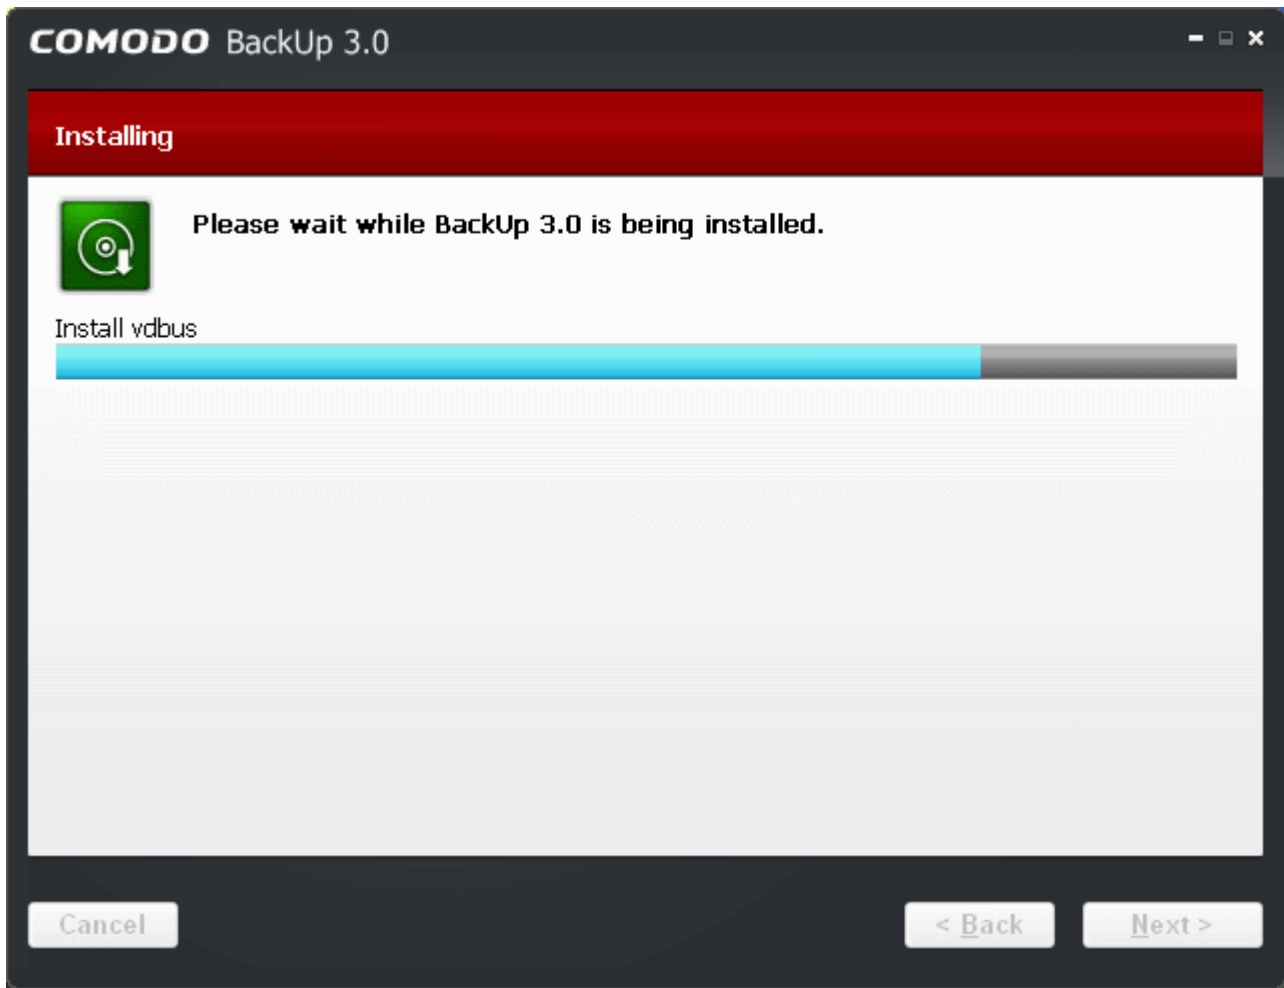 COMODO BackUp 3.0
Installing
Please wait while BackUp 3.0 is being installed.
Install vdbus
Cancel
< Back
Next >